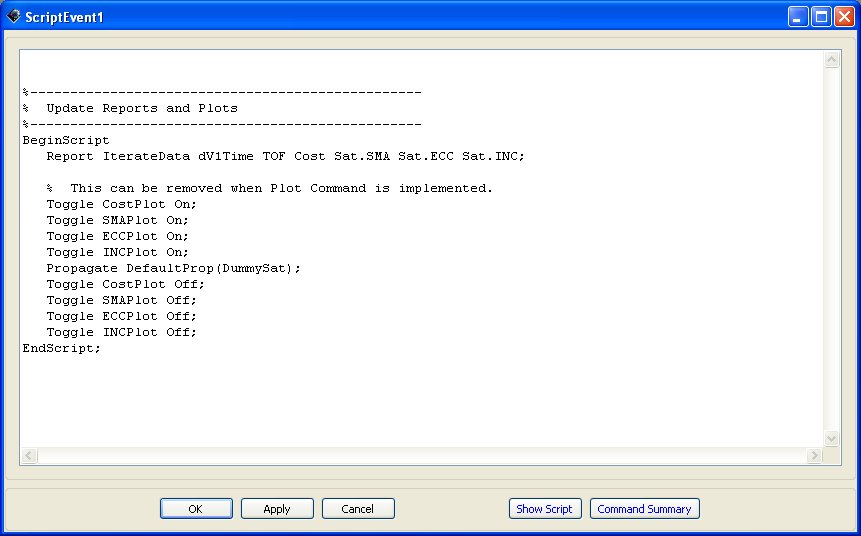 ScriptEvent1
%-------------------------------------------------
%  Update Reports and Plots
%-------------------------------------------------
BeginScript
   Report IterateData dV1Time TOF Cost Sat.SMA Sat.ECC Sat.INC;

   %  This can be removed when Plot Command is implemented.
   Toggle CostPlot On;
   Toggle SMAPlot On;
   Toggle ECCPlot On;
   Toggle INCPlot On;
   Propagate DefaultProp(DummySat);
   Toggle CostPlot Off;
   Toggle SMAPlot Off;
   Toggle ECCPlot Off;
   Toggle INCPlot Off;
EndScript;
OK Apply Cancel Show Script Command Summary